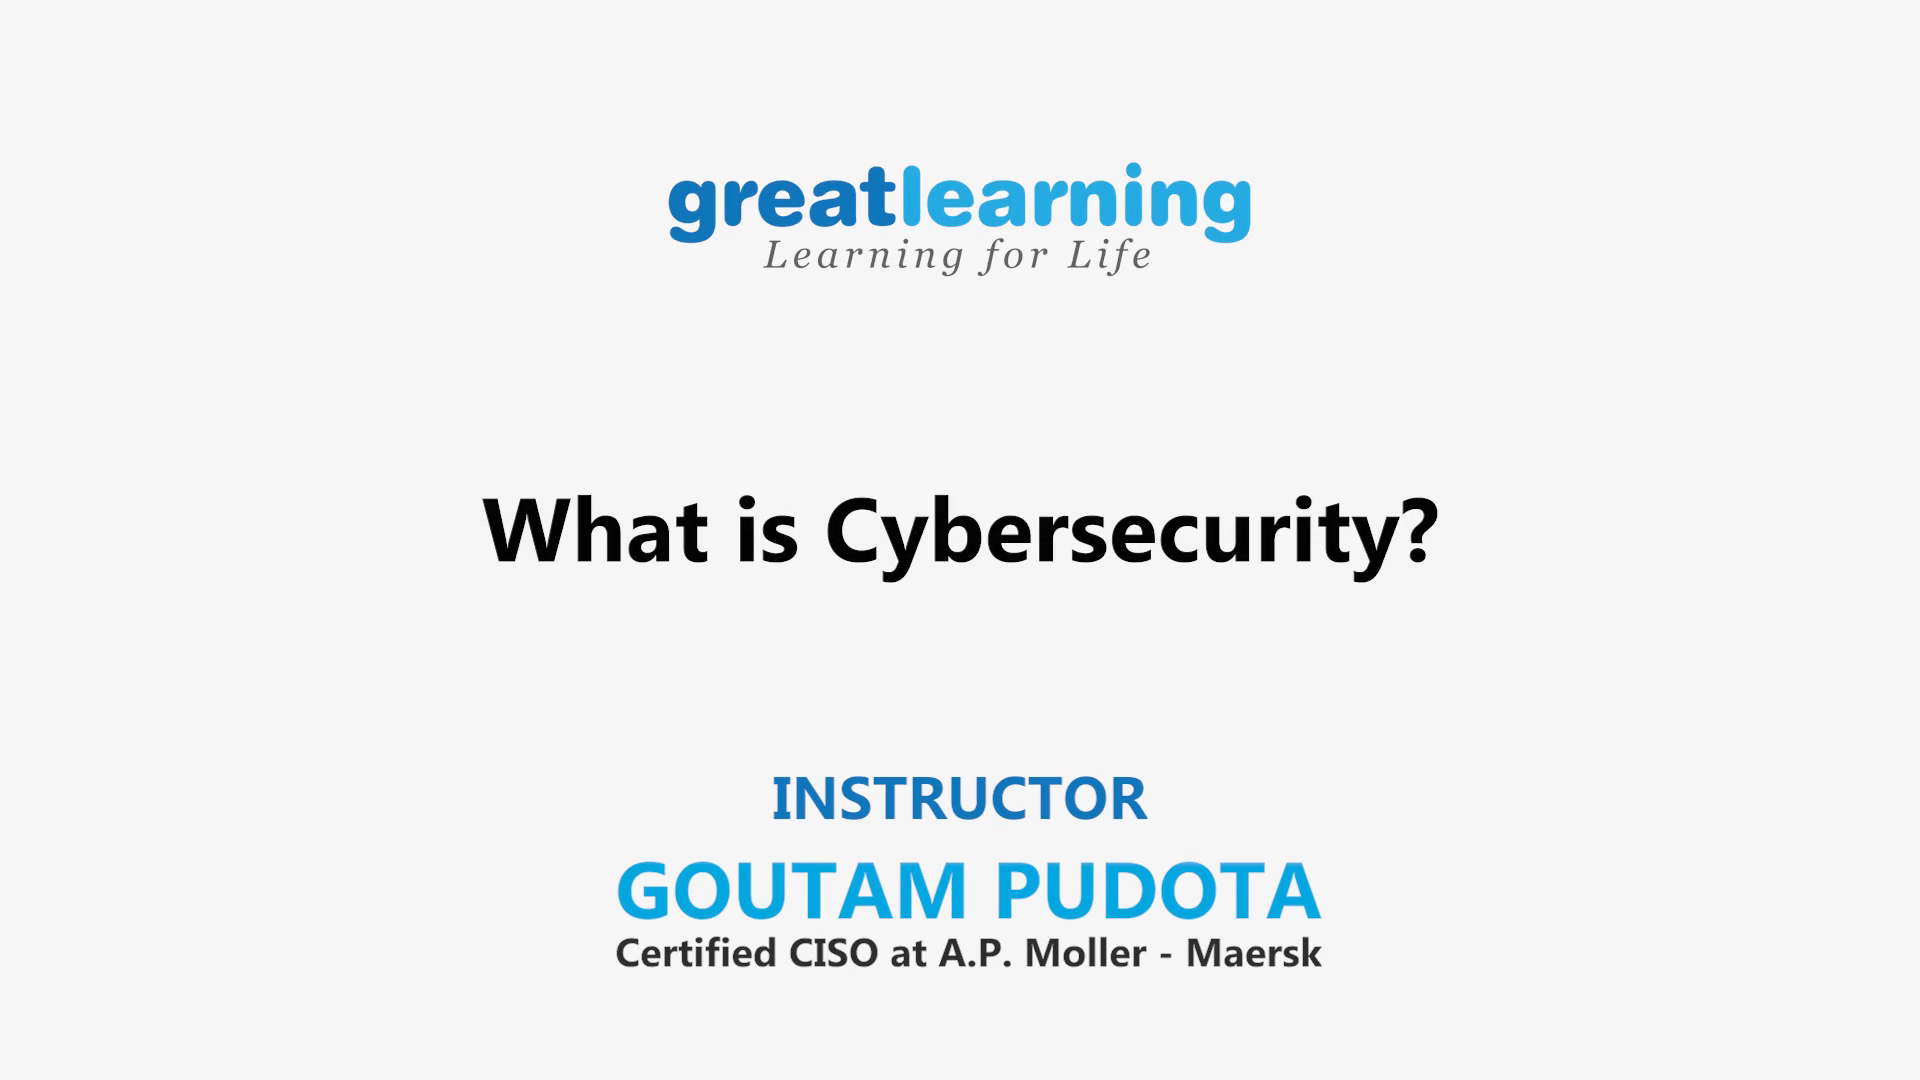 greatlearning
Learning for Life
What is Cybersecurity?
INSTRUCTOR
GOUTAM PUDOTA
Certified CISO at A.P. Moller - Maersk